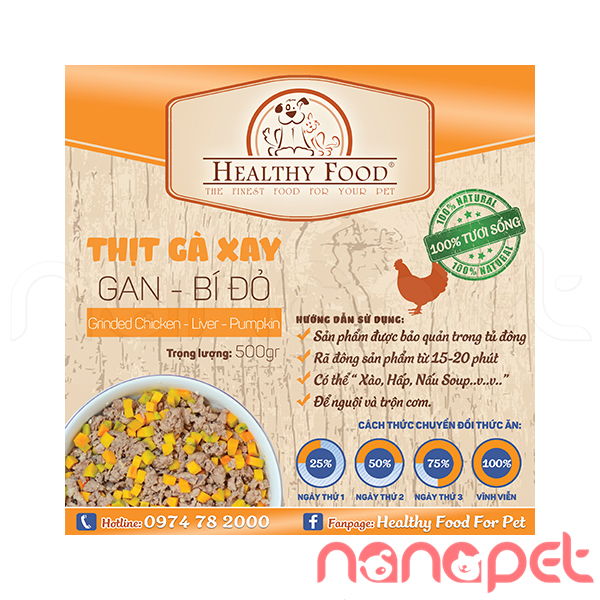 nanapet
HEALTHY FOOD®
THE FINEST FOOD FOR YOUR PET
100% NATURAL
100% TƯƠI SỐNG
100% NATURAL
THỊT GÀ XAY
GAN - BÍ ĐỎ
Grinded Chicken - Liver - Pumpkin
Trọng lượng: 500gr
HƯỚNG DẪN SỬ DỤNG:
Sản phẩm được bảo quản trong tủ đông
Rã đông sản phẩm từ 15-20 phút
Có thể “ Xào, Hấp, Nấu Soup..v.v..”
Để nguội và trộn cơm.
CÁCH THỨC CHUYỂN ĐỔI THỨC ĂN:
25% 50% 75% 100%
NGÀY THỨ 1 NGÀY THỨ 2 NGÀY THỨ 3 VĨNH VIỄN
Hotline: 0974 78 2000 Fanpage: Healthy Food For Pet
nanapet